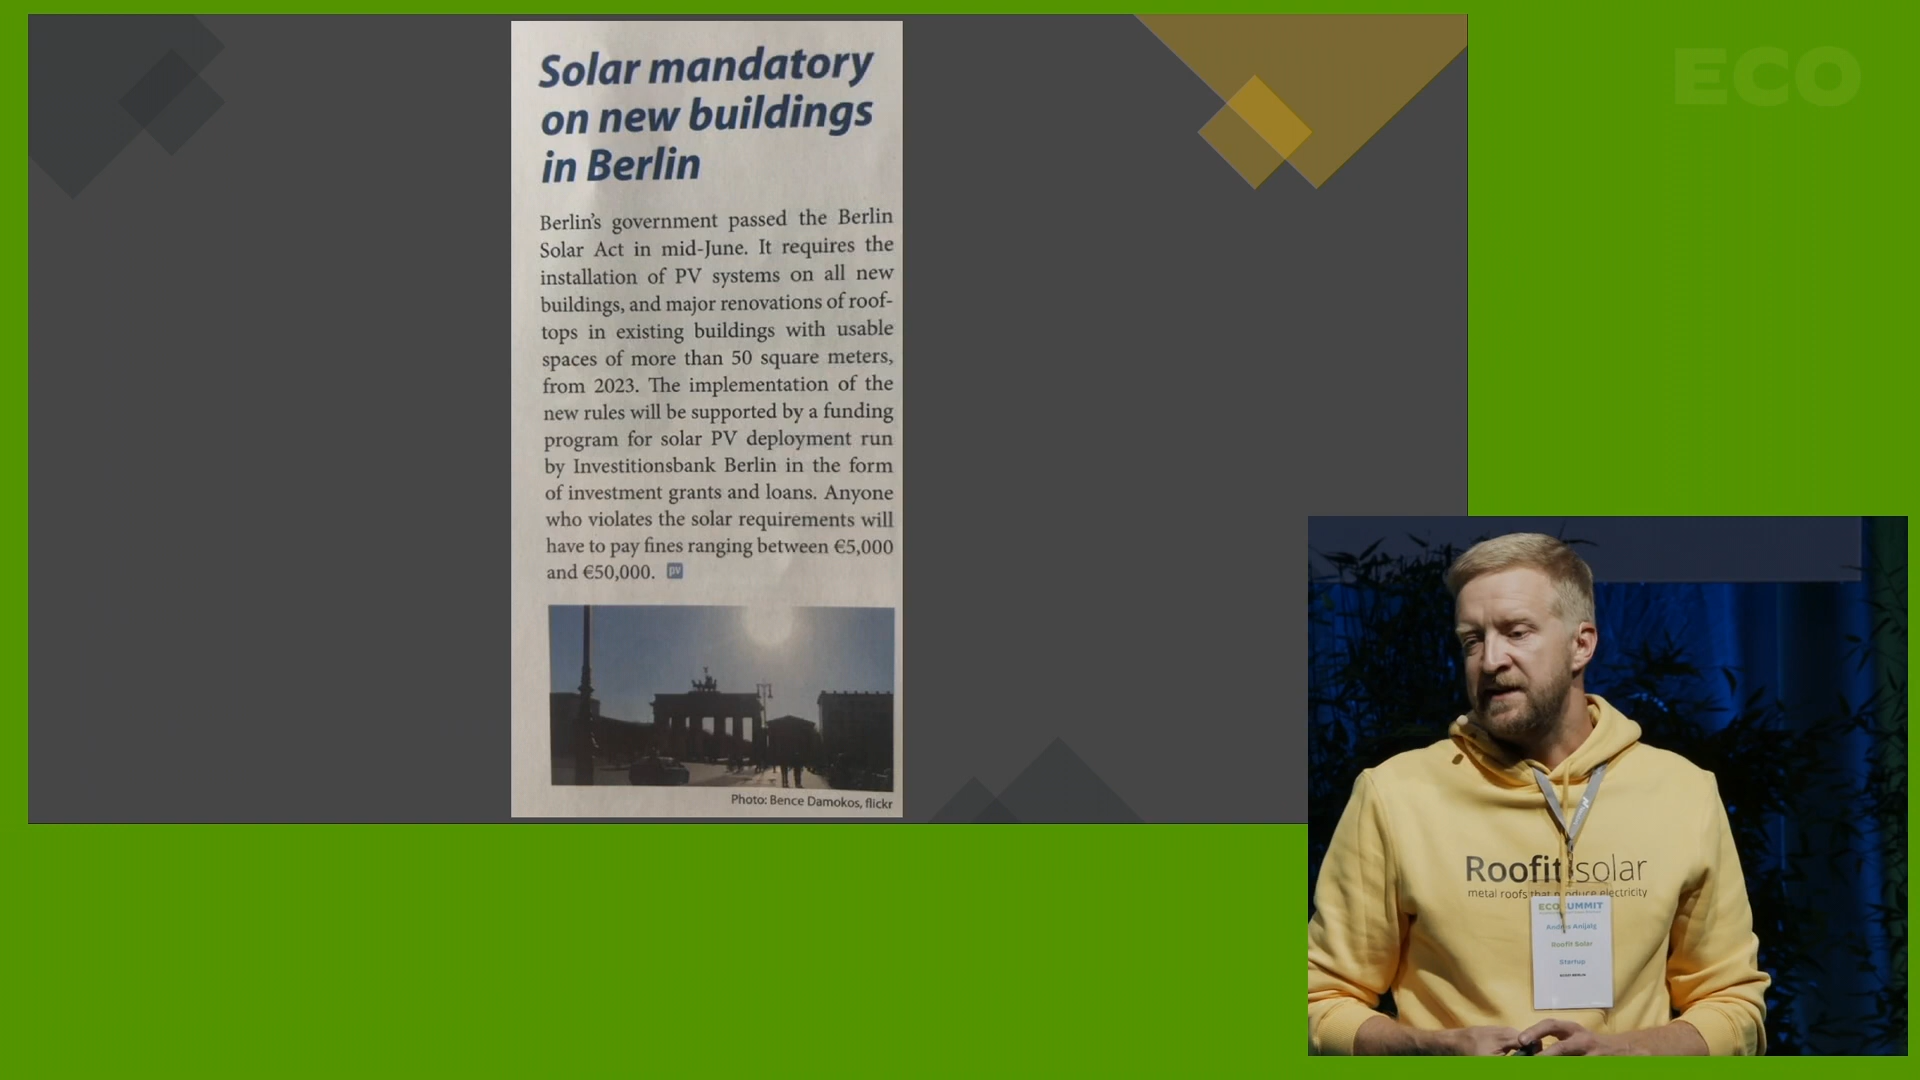 Solar mandatory
on new buildings
in Berlin
Berlin's government passed the Berlin
Solar Act in mid-June. It requires the
installation of PV systems on all new
buildings, and major renovations of roof-
tops in existing buildings with usable
spaces of more than 50 square meters,
from 2023. The implementation of the
new rules will be supported by a funding
program for solar PV deployment run
by Investitionsbank Berlin in the form
of investment grants and loans. Anyone
who violates the solar requirements will
have to pay fines ranging between €5,000
and €50,000. pv
Photo: Bence Damokos, flickr
ECO
Roofit solar
metal roofs that produce electricity
ECOSUMMIT
Andres Anijalg
Roofit Solar
Startup